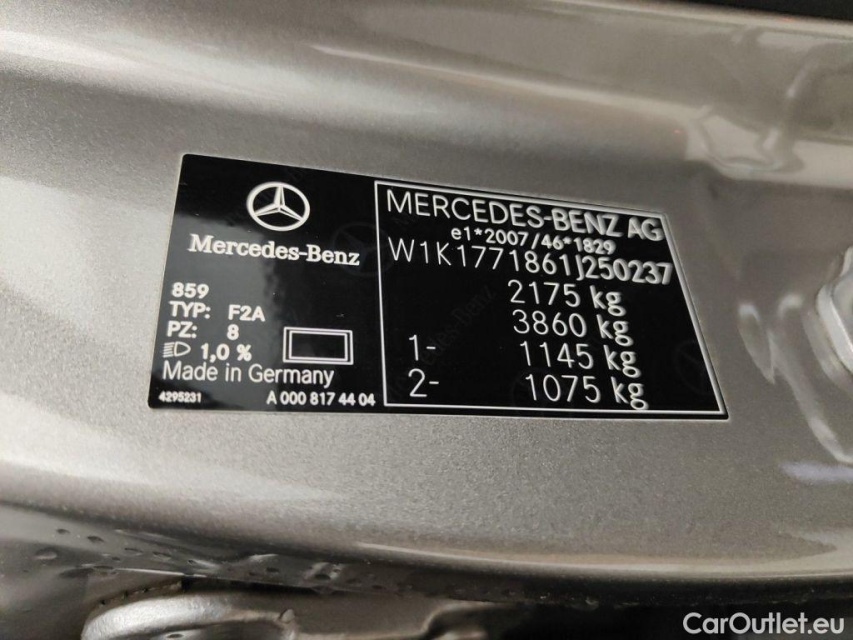 Mercedes-Benz
859
TYP: F2A
PZ: 8
1,0 %
Made in Germany
4295231 A 000 817 44 04
MERCEDES-BENZ AG
e1*2007/46*1829
W1K1771861J250237
2175 kg
3860 kg
1- 1145 kg
2- 1075 kg
CarOutlet.eu